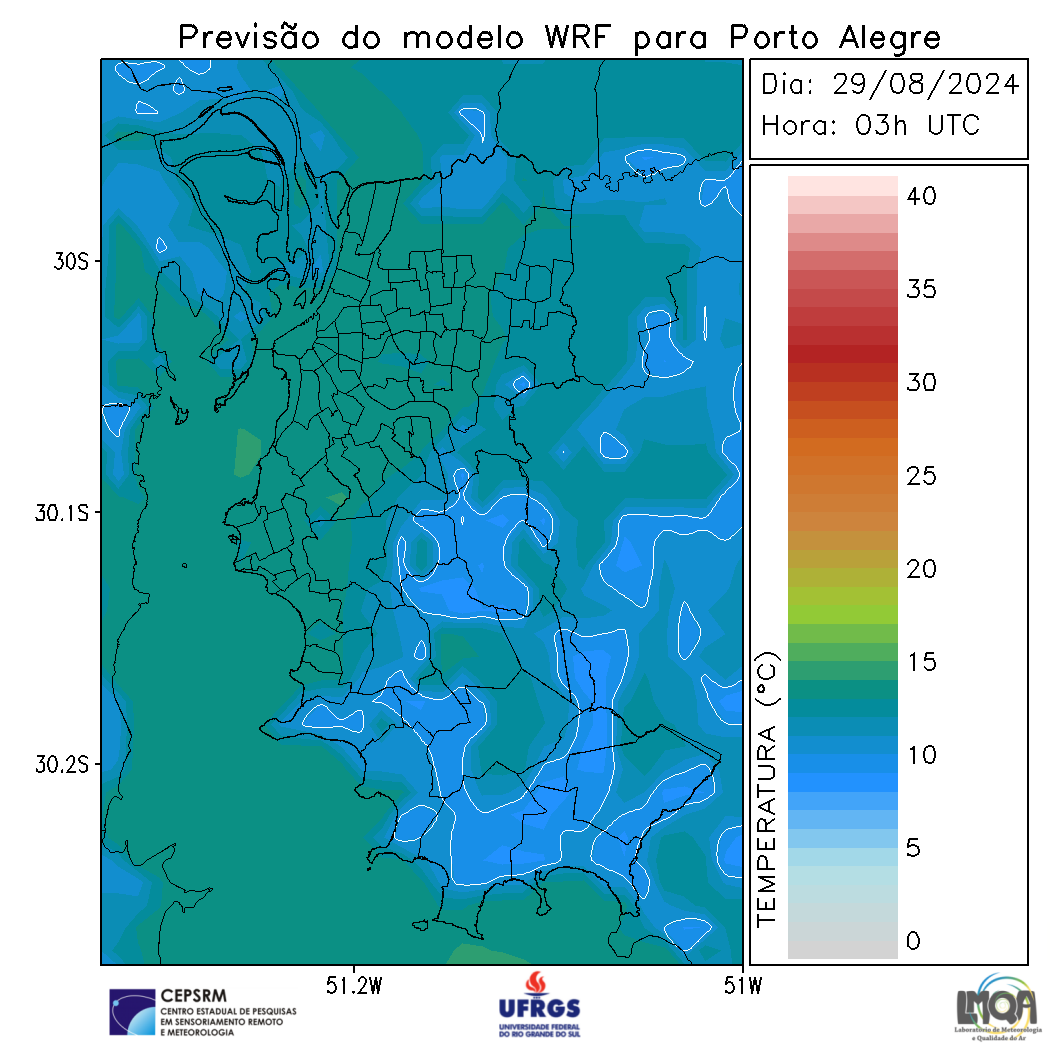 Previsão do modelo WRF para Porto Alegre
Dia: 29/08/2024
Hora: 03h UTC
40
35
30
25
20
15
10
5
0
TEMPERATURA (°C)
30S
30.1S
30.2S
51.2W
51W
CEPSRM
CENTRO ESTADUAL DE PESQUISAS
EM SENSORIAMENTO REMOTO
E METEOROLOGIA
UFRGS
UNIVERSIDADE FEDERAL
DO RIO GRANDE DO SUL
LMQA
Laboratório de Meteorologia
e Qualidade do Ar